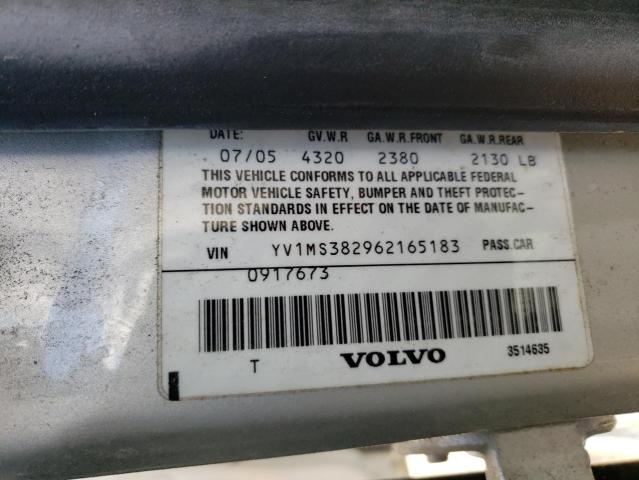 DATE: GV.W.R GA.W.R.FRONT GA.W.R.REAR
07/05 4320 2380 2130 LB
THIS VEHICLE CONFORMS TO ALL APPLICABLE FEDERAL
MOTOR VEHICLE SAFETY, BUMPER AND THEFT PROTEC-
TION STANDARDS IN EFFECT ON THE DATE OF MANUFAC-
TURE SHOWN ABOVE.
VIN YV1MS382962165183 PASS.CAR
0917673
T VOLVO 3514635